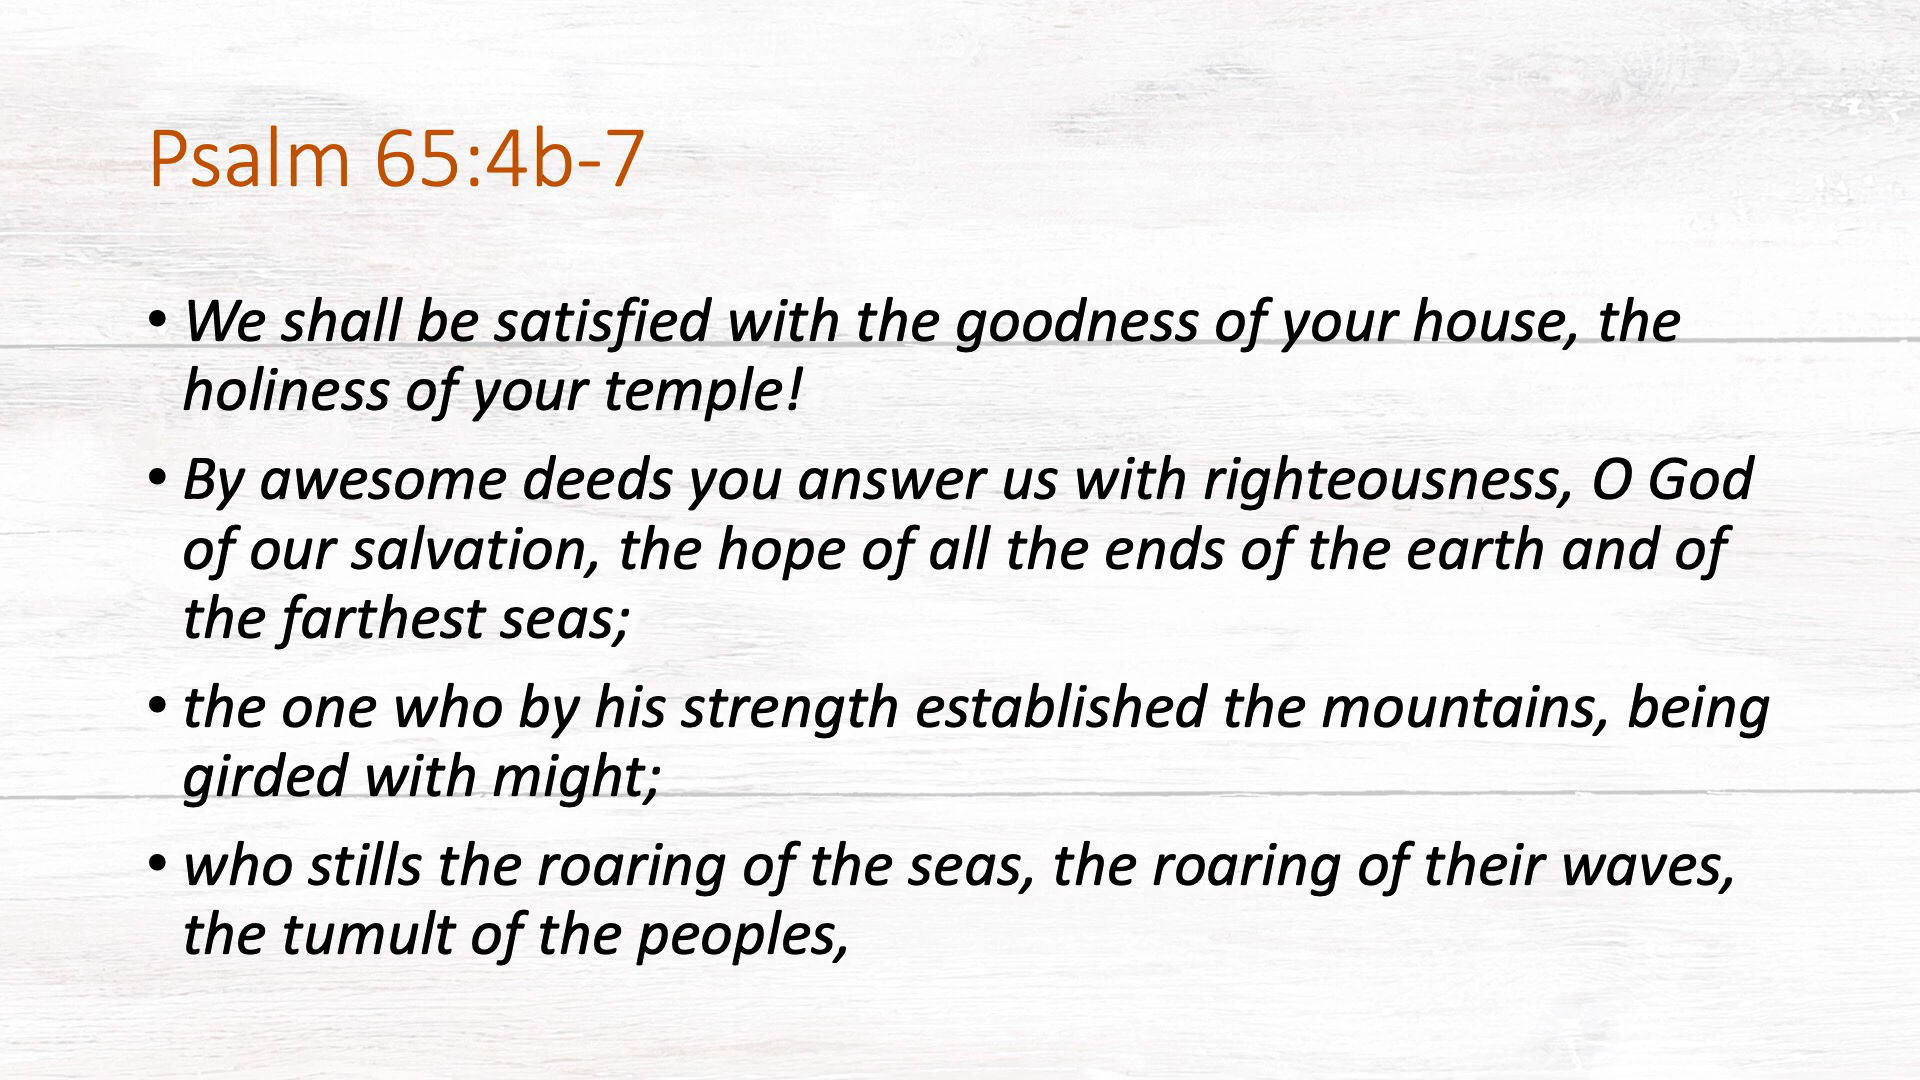 Psalm 65:4b-7
• We shall be satisfied with the goodness of your house, the
holiness of your temple!
• By awesome deeds you answer us with righteousness, O God
of our salvation, the hope of all the ends of the earth and of
the farthest seas;
• the one who by his strength established the mountains, being
girded with might;
• who stills the roaring of the seas, the roaring of their waves,
the tumult of the peoples,